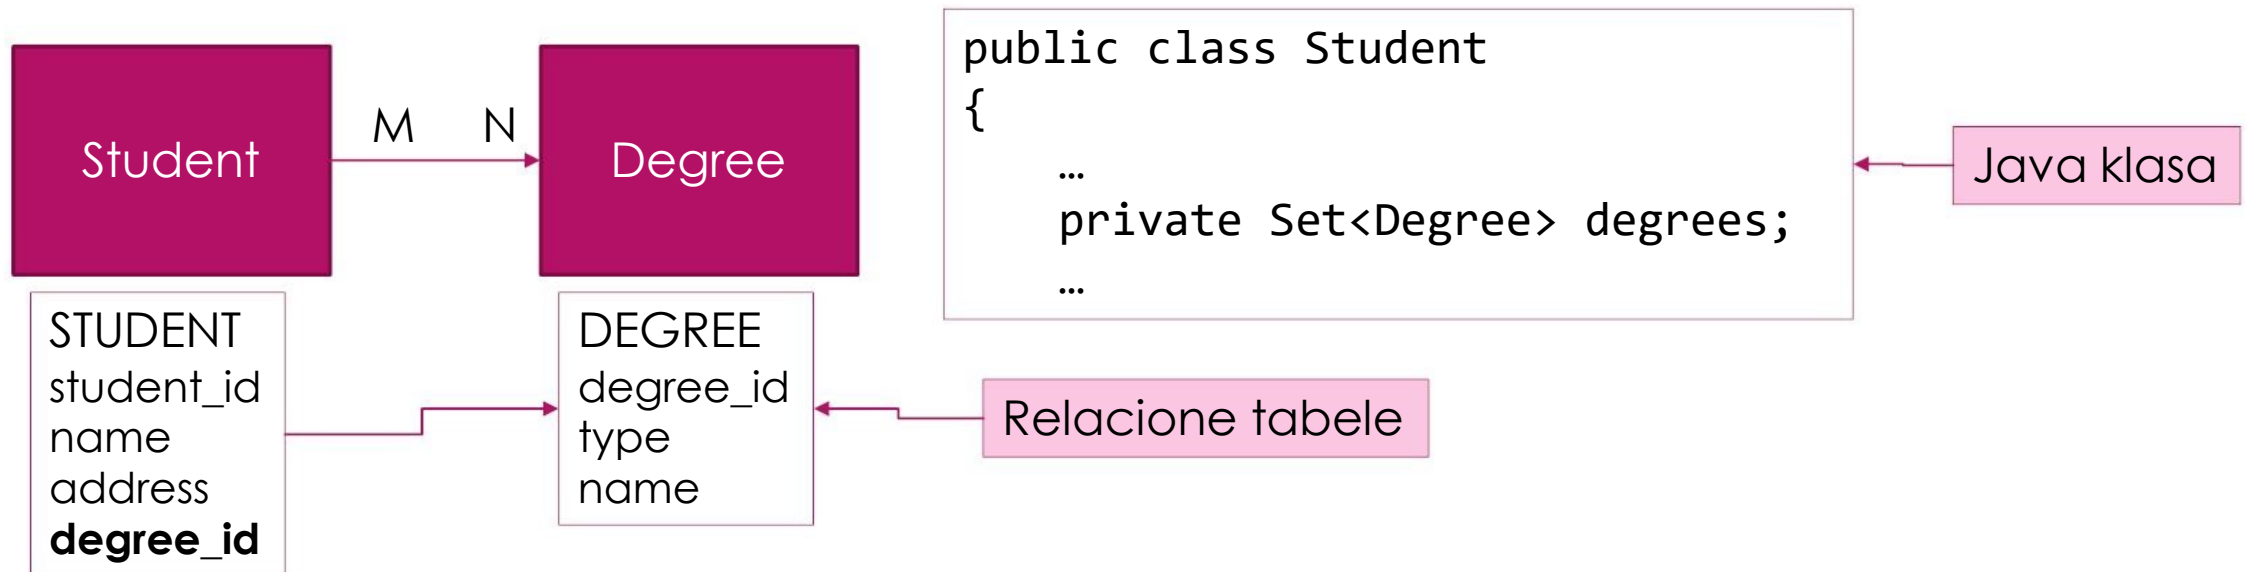 Student
M N
Degree
STUDENT
student_id
name
address
degree_id
DEGREE
degree_id
type
name
public class Student
{
…
private Set<Degree> degrees;
…
Java klasa
Relacione tabele